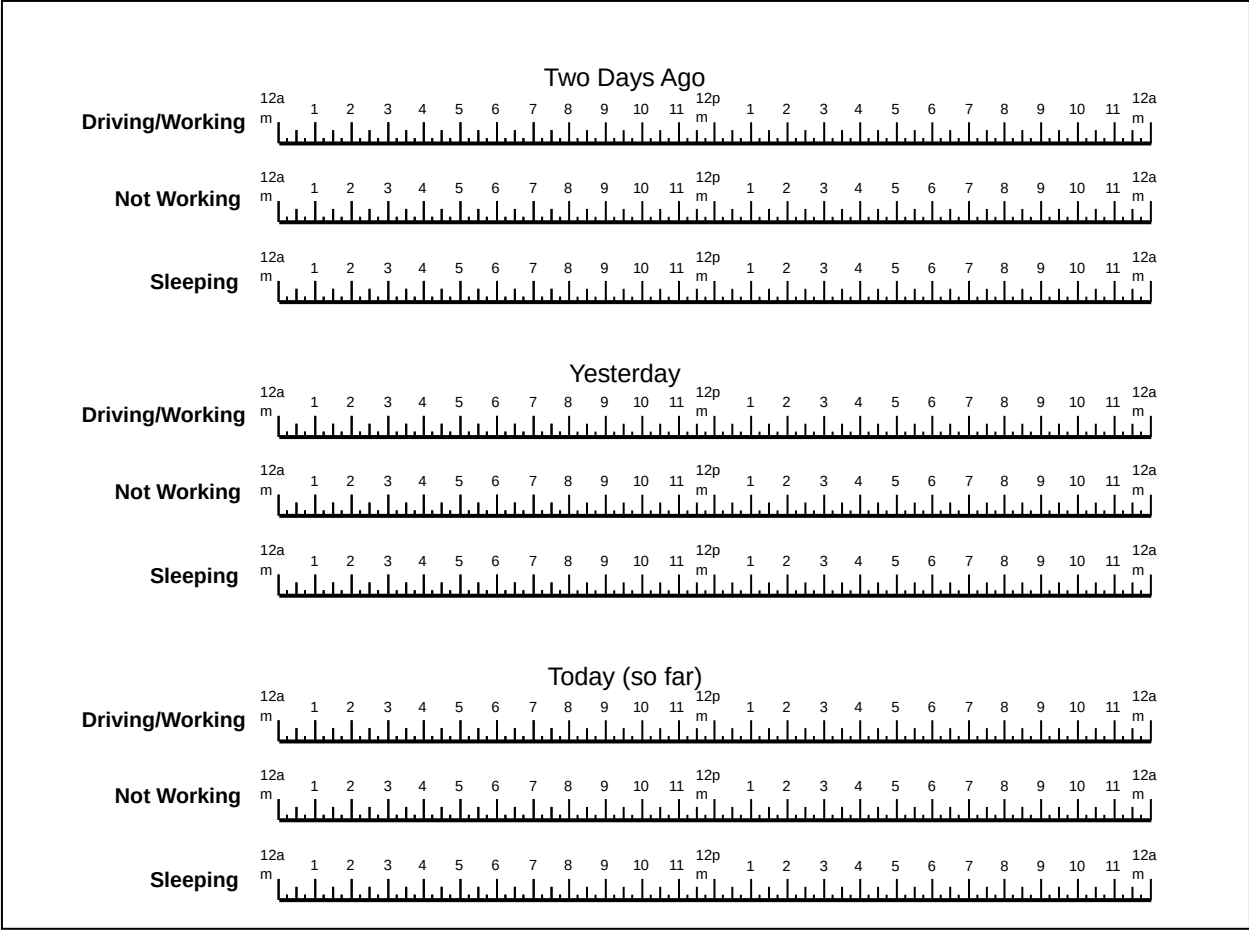 Two Days Ago
12am 1 2 3 4 5 6 7 8 9 10 11 12pm 1 2 3 4 5 6 7 8 9 10 11 12am
Driving/Working
12am 1 2 3 4 5 6 7 8 9 10 11 12pm 1 2 3 4 5 6 7 8 9 10 11 12am
Not Working
12am 1 2 3 4 5 6 7 8 9 10 11 12pm 1 2 3 4 5 6 7 8 9 10 11 12am
Sleeping
Yesterday
12am 1 2 3 4 5 6 7 8 9 10 11 12pm 1 2 3 4 5 6 7 8 9 10 11 12am
Driving/Working
12am 1 2 3 4 5 6 7 8 9 10 11 12pm 1 2 3 4 5 6 7 8 9 10 11 12am
Not Working
12am 1 2 3 4 5 6 7 8 9 10 11 12pm 1 2 3 4 5 6 7 8 9 10 11 12am
Sleeping
Today (so far)
12am 1 2 3 4 5 6 7 8 9 10 11 12pm 1 2 3 4 5 6 7 8 9 10 11 12am
Driving/Working
12am 1 2 3 4 5 6 7 8 9 10 11 12pm 1 2 3 4 5 6 7 8 9 10 11 12am
Not Working
12am 1 2 3 4 5 6 7 8 9 10 11 12pm 1 2 3 4 5 6 7 8 9 10 11 12am
Sleeping